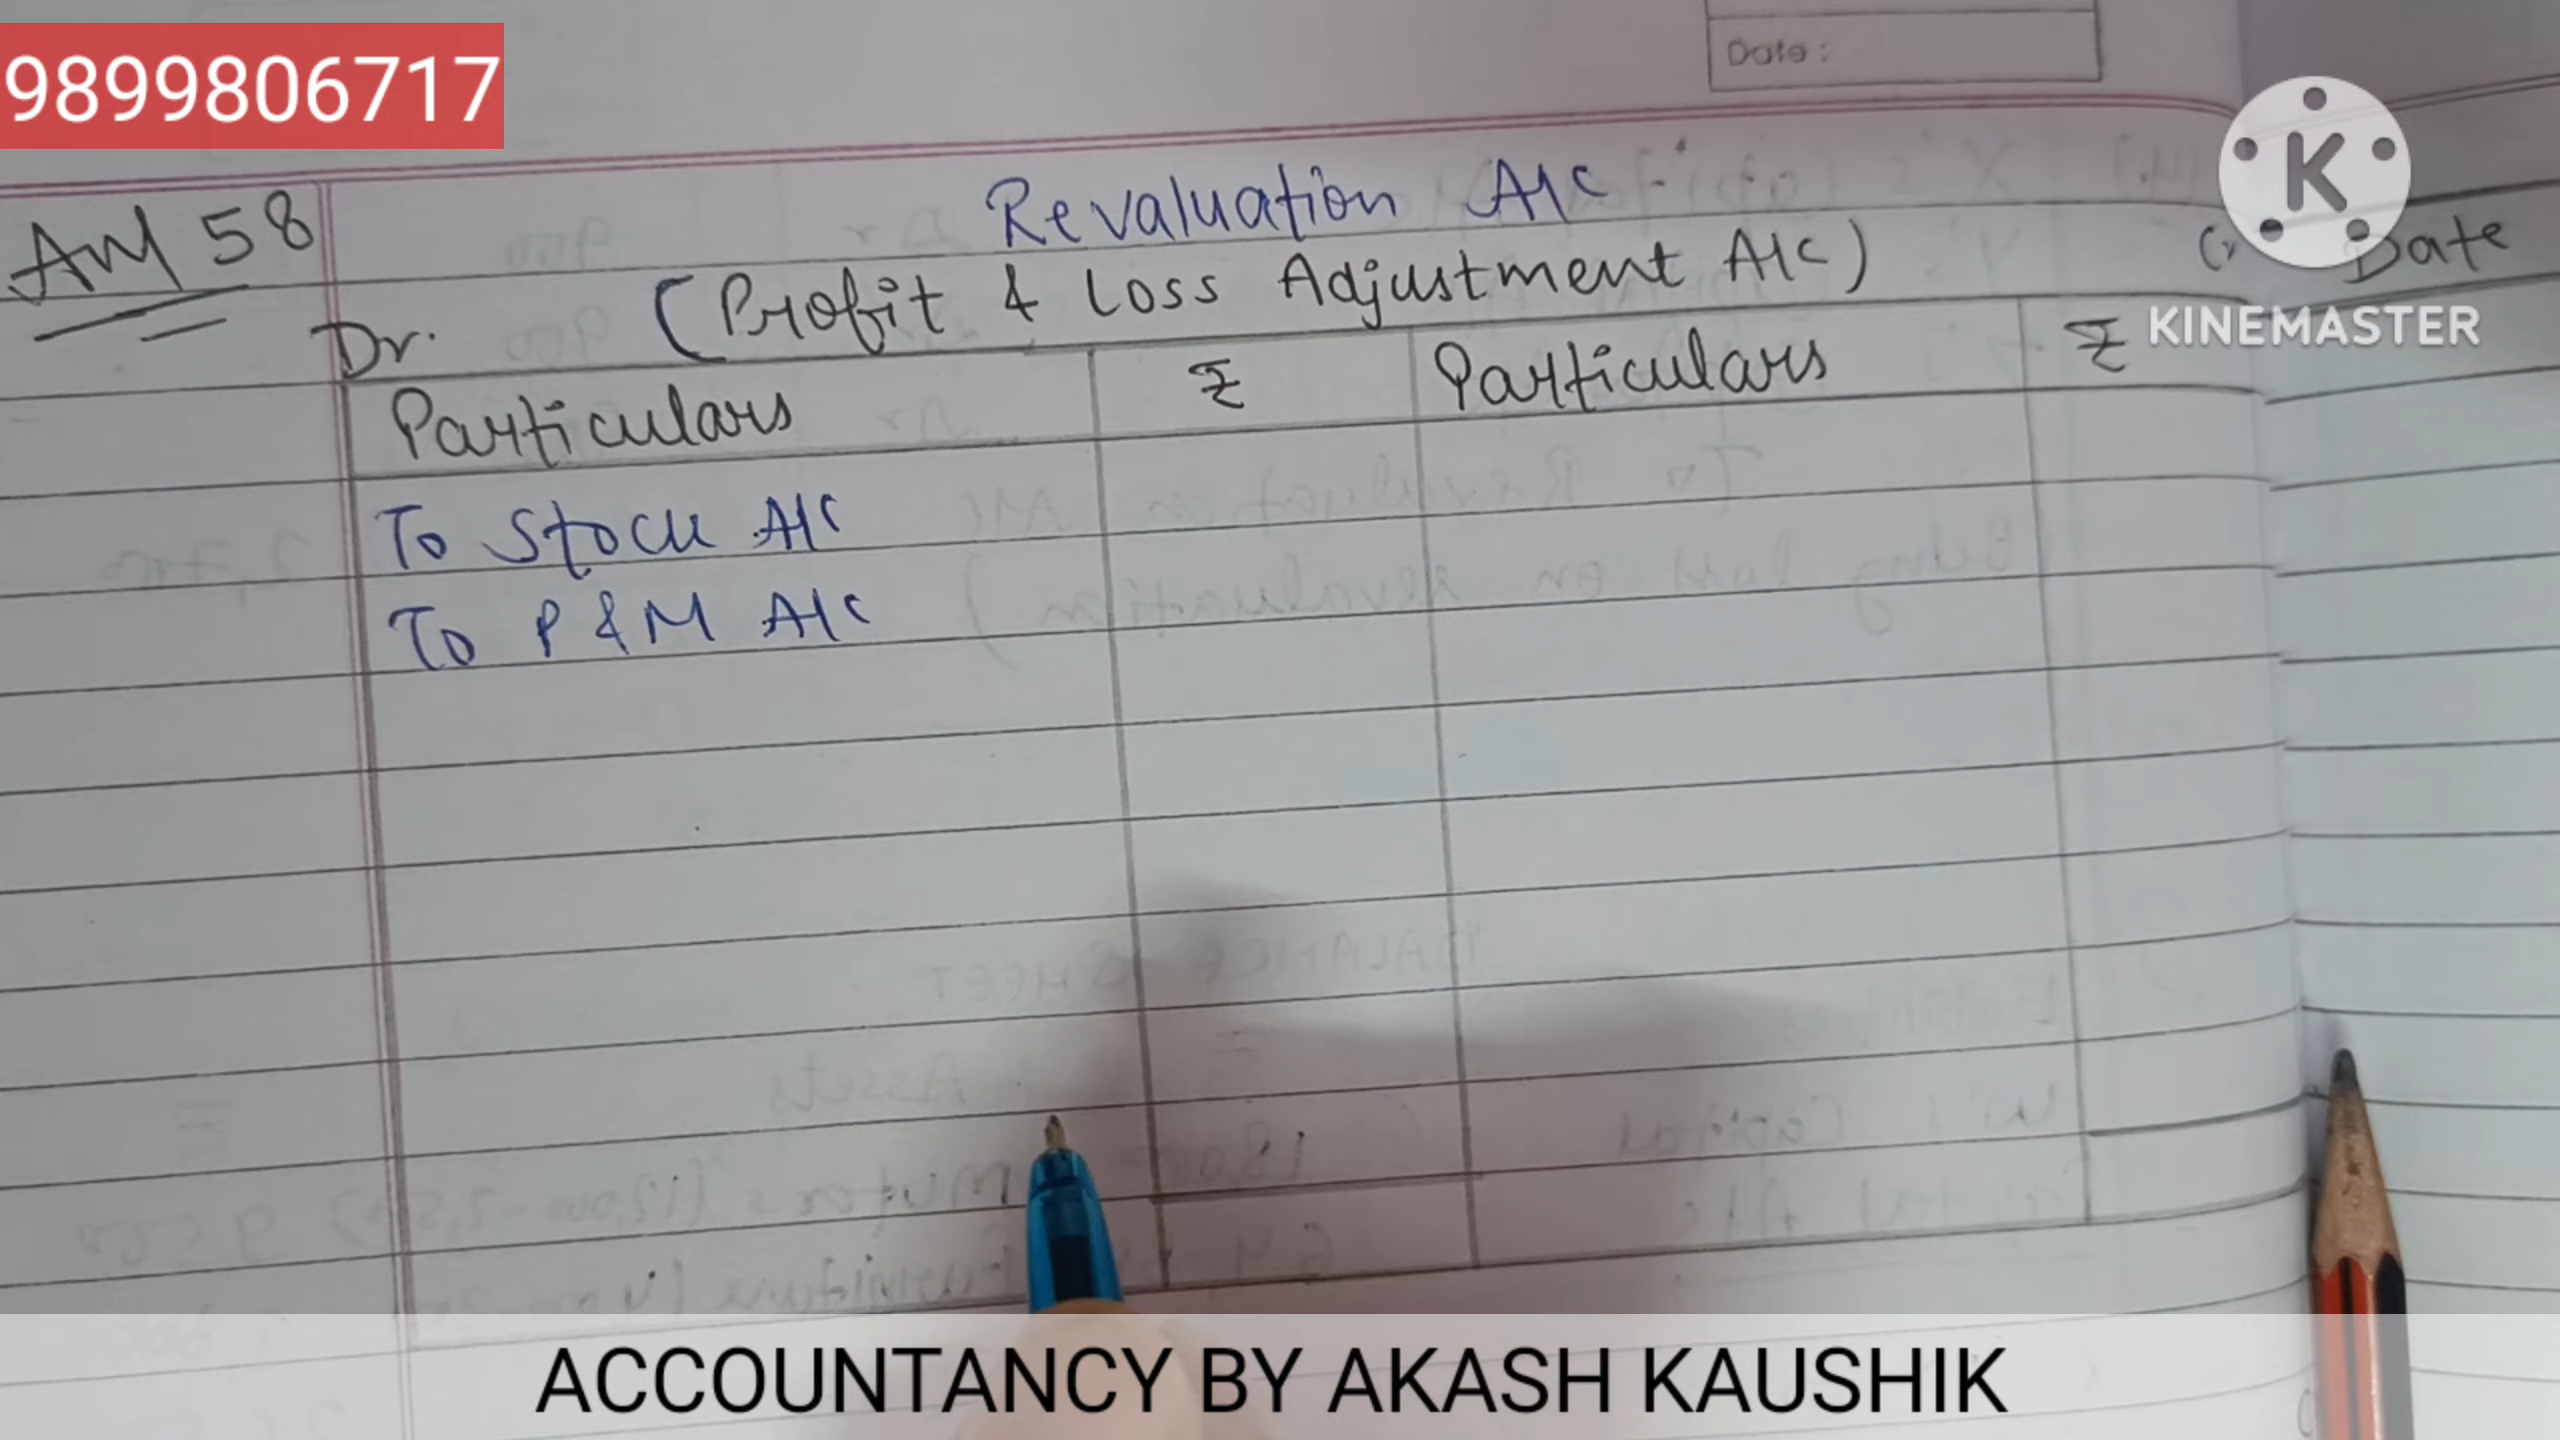 9899806717
Date :
K
KINEMASTER
Ans 58
Revaluation A/c
Date
Dr. (Profit & Loss Adjustment A/c)
Particulars ₹ Particulars ₹
To Stock A/c
To P & M A/c
ACCOUNTANCY BY AKASH KAUSHIK